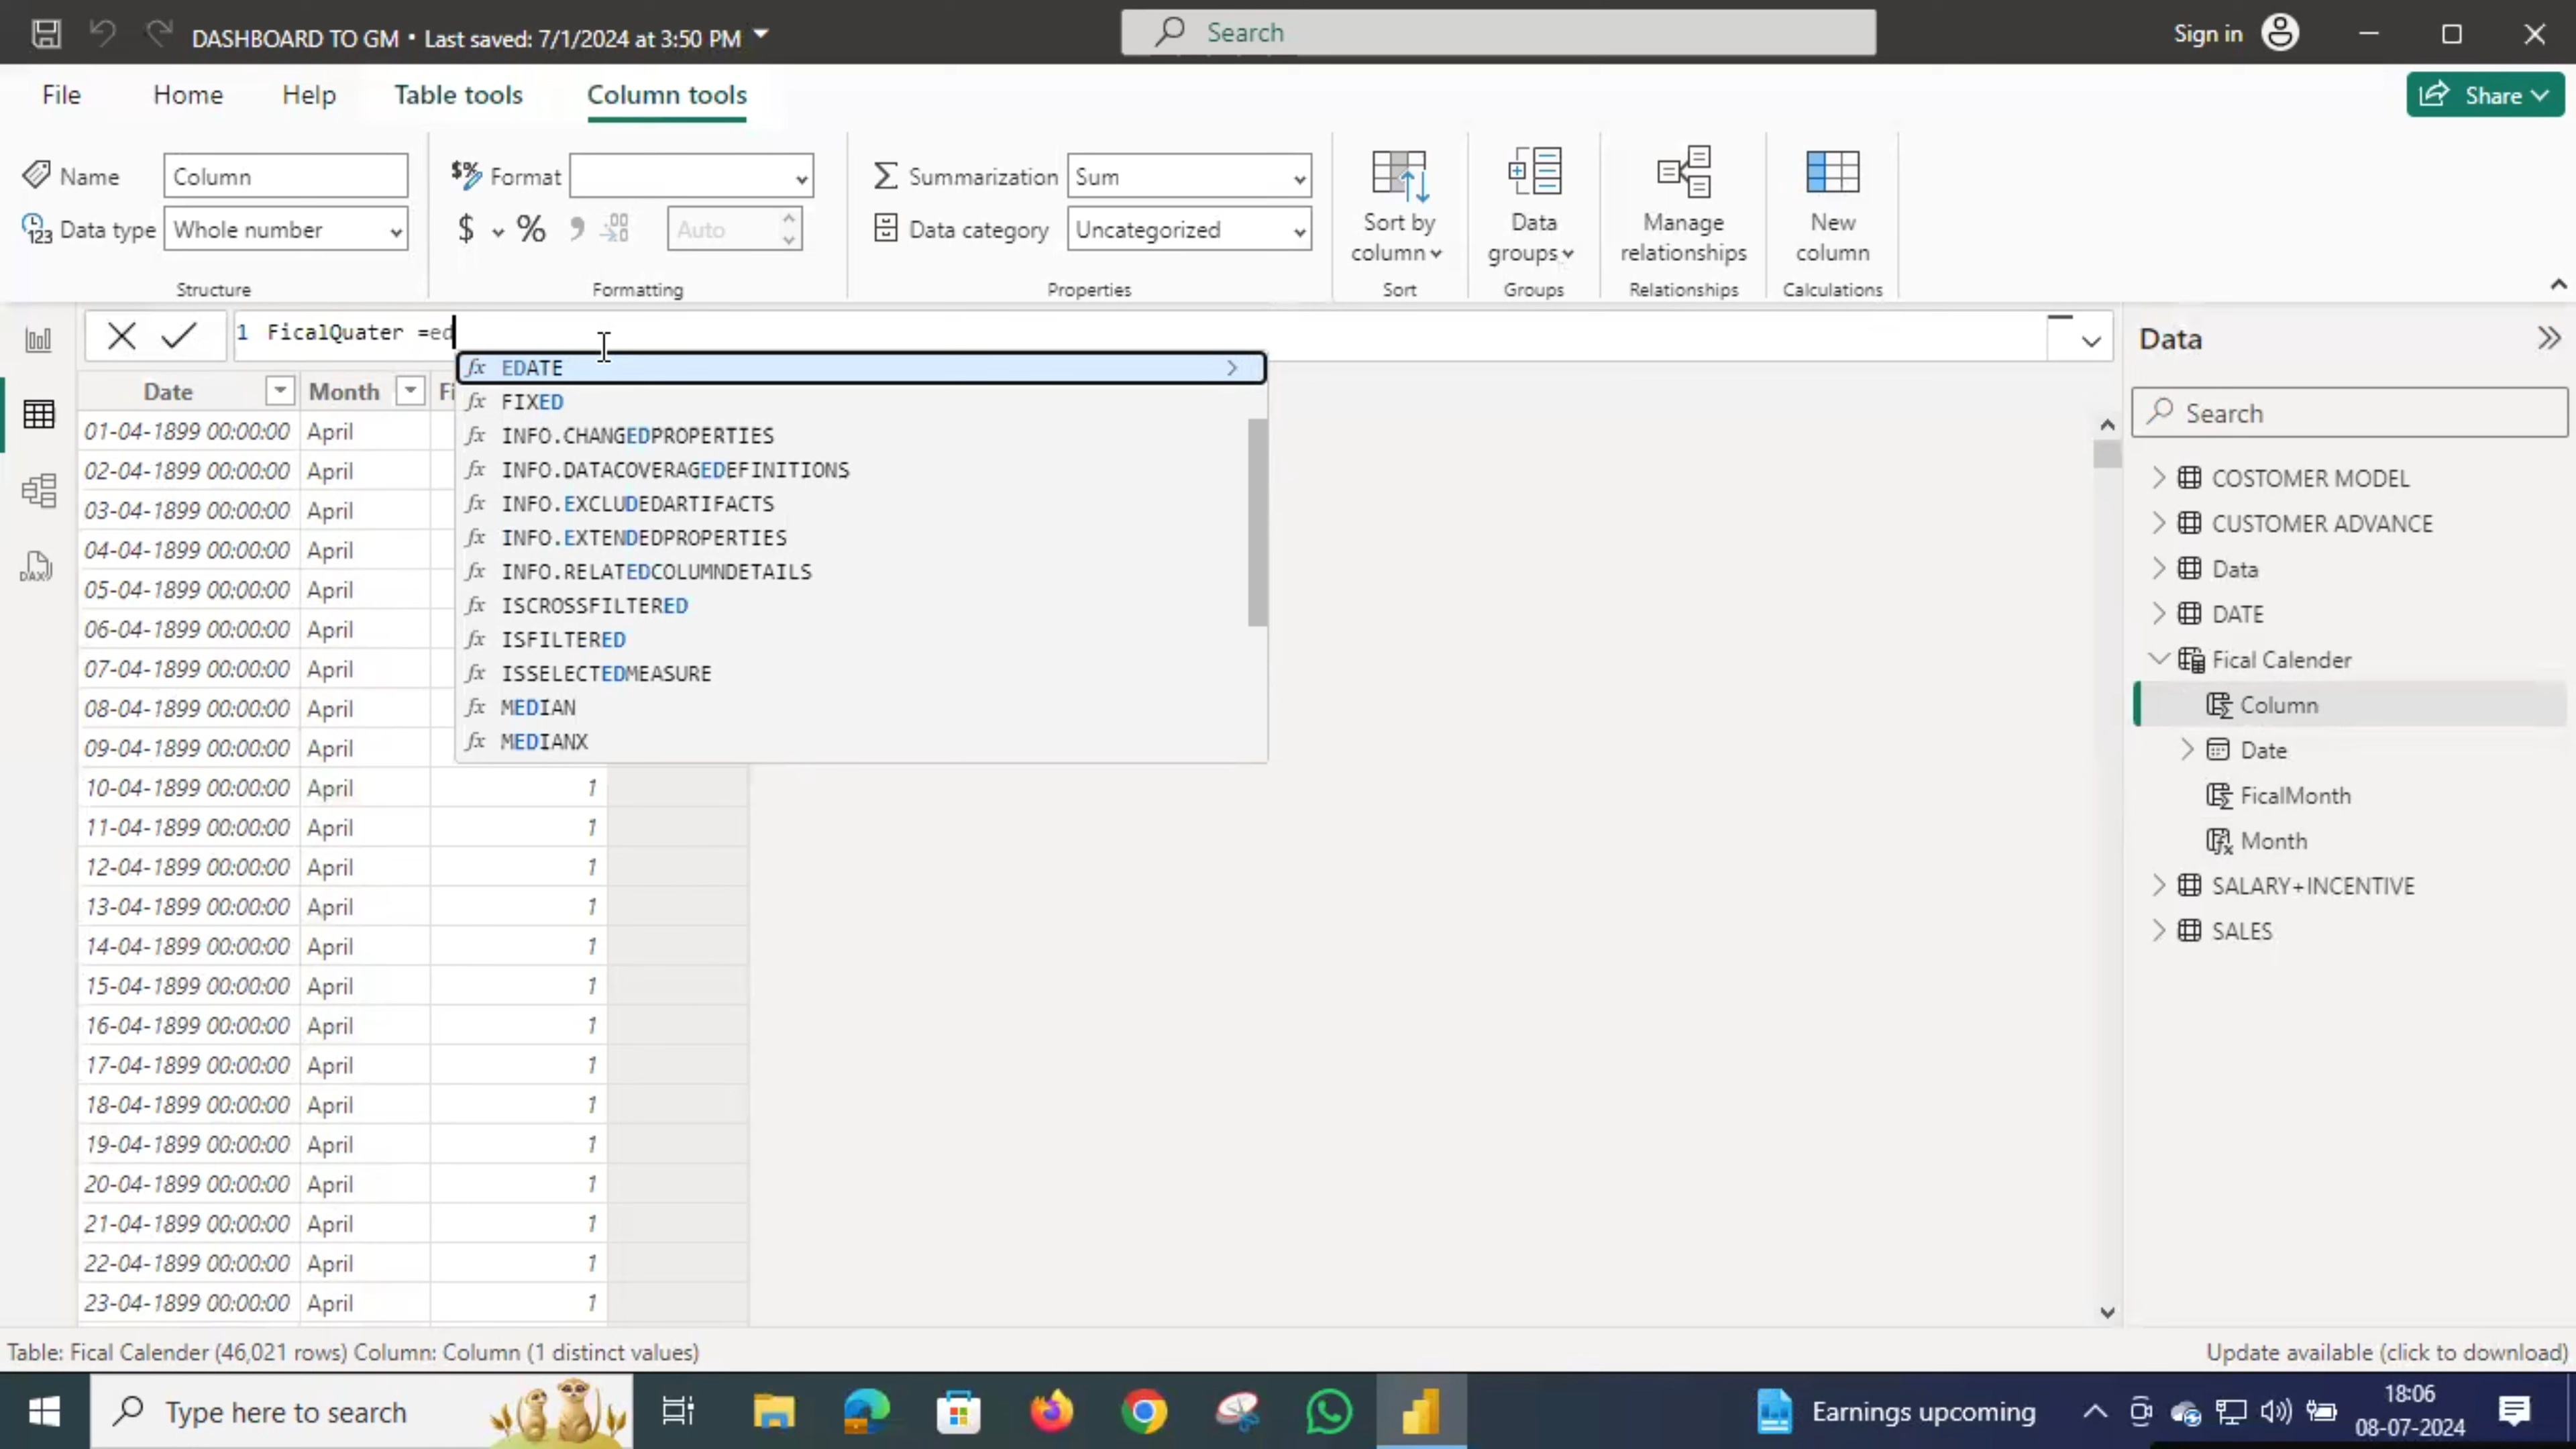 DASHBOARD TO GM • Last saved: 7/1/2024 at 3:50 PM
Search
Sign in
File
Home
Help
Table tools
Column tools
Share
Name
Column
Data type
Whole number
Structure
$% Format
$ % 9 .00
Auto
Formatting
Summarization
Sum
Data category
Uncategorized
Properties
Sort by
column
Sort
Data
groups
Groups
Manage
relationships
Relationships
New
column
Calculations
1 FicalQuater =ed
fx EDATE
fx FIXED
fx INFO.CHANGEDPROPERTIES
fx INFO.DATACOVERAGEDEFINITIONS
fx INFO.EXCLUDEDARTIFACTS
fx INFO.EXTENDEDPROPERTIES
fx INFO.RELATEDCOLUMNDETAILS
fx ISCROSSFILTERED
fx ISFILTERED
fx ISSELECTEDMEASURE
fx MEDIAN
fx MEDIANX
Date Month Fi
01-04-1899 00:00:00 April
02-04-1899 00:00:00 April
03-04-1899 00:00:00 April
04-04-1899 00:00:00 April
05-04-1899 00:00:00 April
06-04-1899 00:00:00 April
07-04-1899 00:00:00 April
08-04-1899 00:00:00 April
09-04-1899 00:00:00 April
10-04-1899 00:00:00 April 1
11-04-1899 00:00:00 April 1
12-04-1899 00:00:00 April 1
13-04-1899 00:00:00 April 1
14-04-1899 00:00:00 April 1
15-04-1899 00:00:00 April 1
16-04-1899 00:00:00 April 1
17-04-1899 00:00:00 April 1
18-04-1899 00:00:00 April 1
19-04-1899 00:00:00 April 1
20-04-1899 00:00:00 April 1
21-04-1899 00:00:00 April 1
22-04-1899 00:00:00 April 1
23-04-1899 00:00:00 April 1
DAX
Data
Search
COSTOMER MODEL
CUSTOMER ADVANCE
Data
DATE
Fical Calender
Column
Date
FicalMonth
Month
SALARY+INCENTIVE
SALES
Table: Fical Calender (46,021 rows) Column: Column (1 distinct values)
Update available (click to download)
Type here to search
Earnings upcoming
18:06
08-07-2024